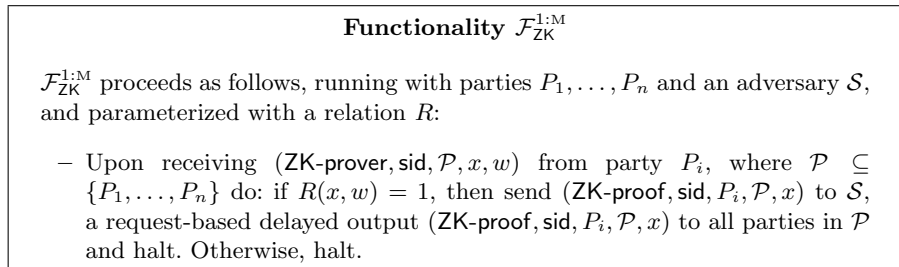 Functionality F_ZK^{1:M}
F_ZK^{1:M} proceeds as follows, running with parties P_1, . . . , P_n and an adversary S,
and parameterized with a relation R:
– Upon receiving (ZK-prover, sid, P, x, w) from party P_i, where P ⊆
{P_1, . . . , P_n} do: if R(x, w) = 1, then send (ZK-proof, sid, P_i, P, x) to S,
a request-based delayed output (ZK-proof, sid, P_i, P, x) to all parties in P
and halt. Otherwise, halt.